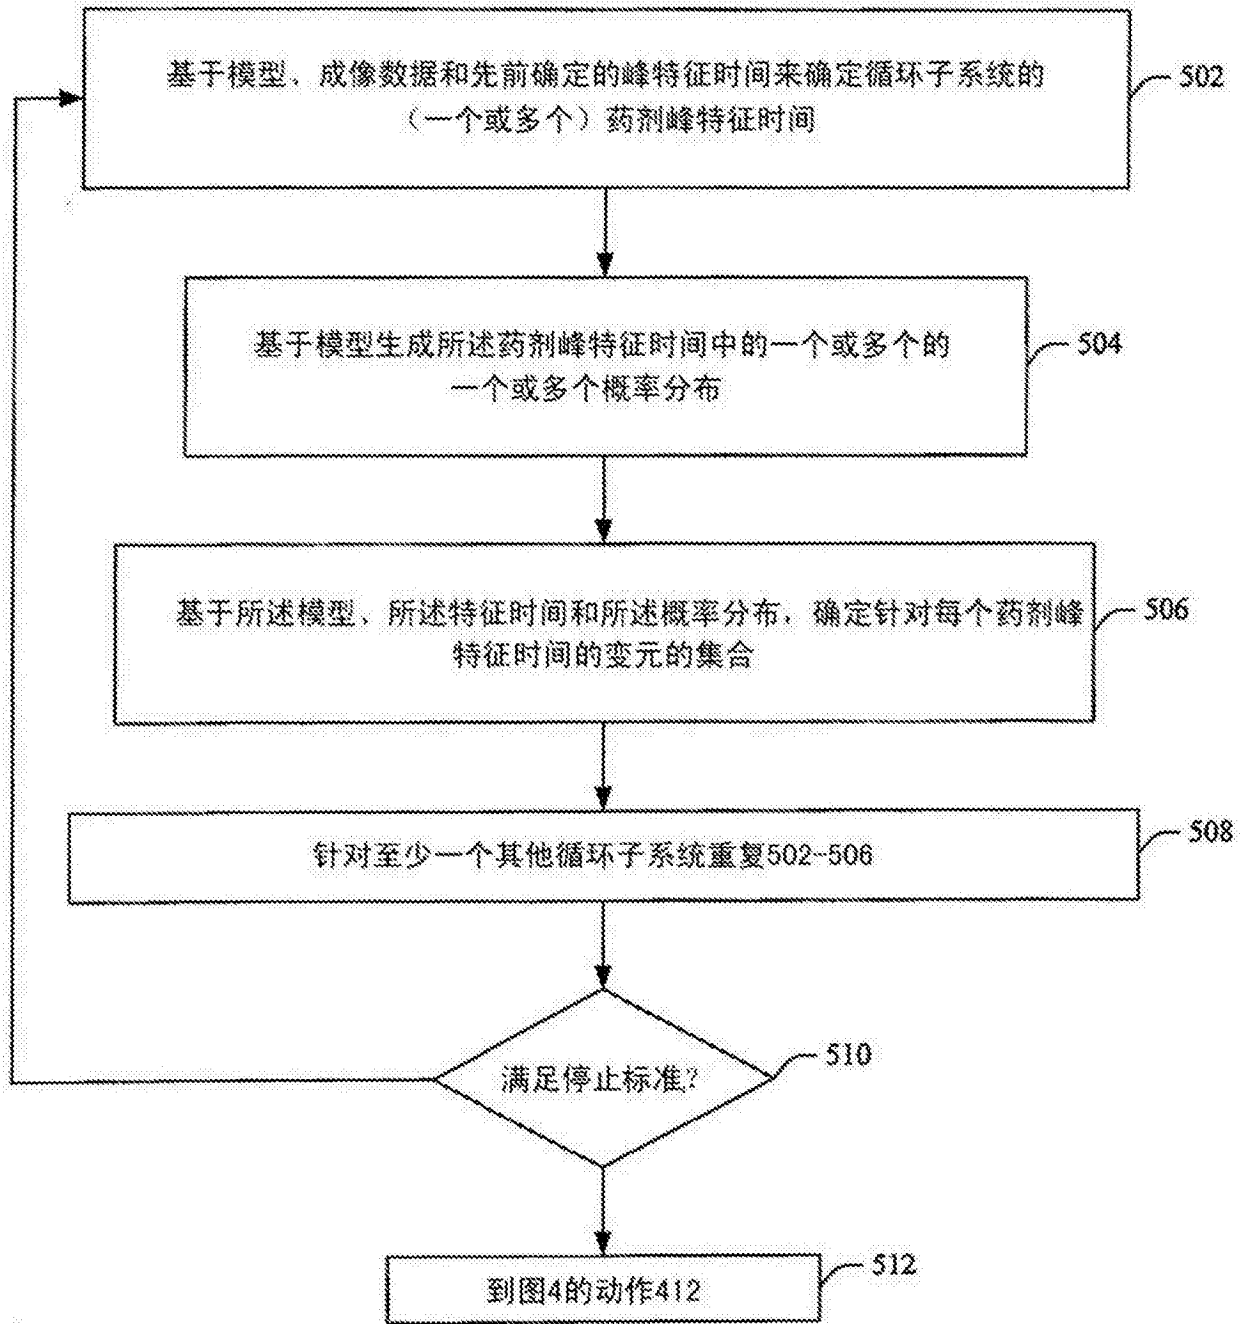 基于模型、成像数据和先前确定的峰特征时间来确定循环子系统的
（一个或多个）药剂峰特征时间
502
基于模型生成所述药剂峰特征时间中的一个或多个的
一个或多个概率分布
504
基于所述模型、所述特征时间和所述概率分布，确定针对每个药剂峰
特征时间的变元的集合
506
针对至少一个其他循环子系统重复502-506
508
满足停止标准?
510
到图4的动作412
512